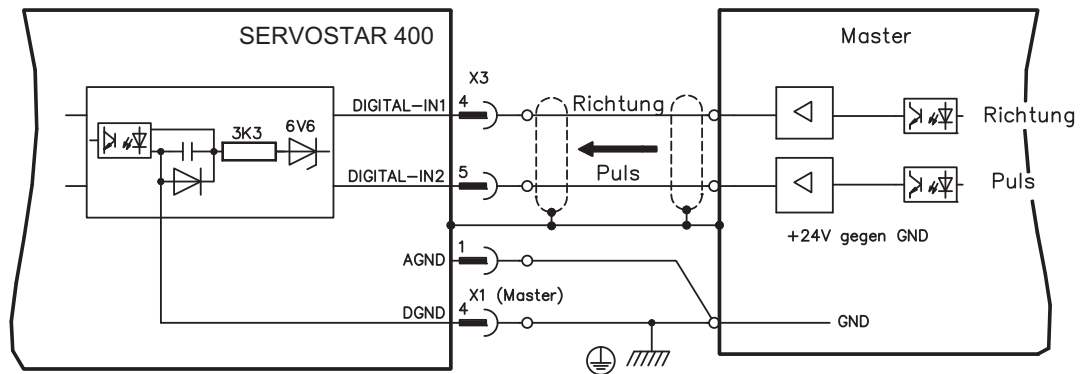 SERVOSTAR 400
Master
X3
DIGITAL-IN1 4
Richtung
Richtung
3K3 6V6
DIGITAL-IN2 5
Puls
Puls
+24V gegen GND
AGND 1
X1 (Master)
DGND 4
GND